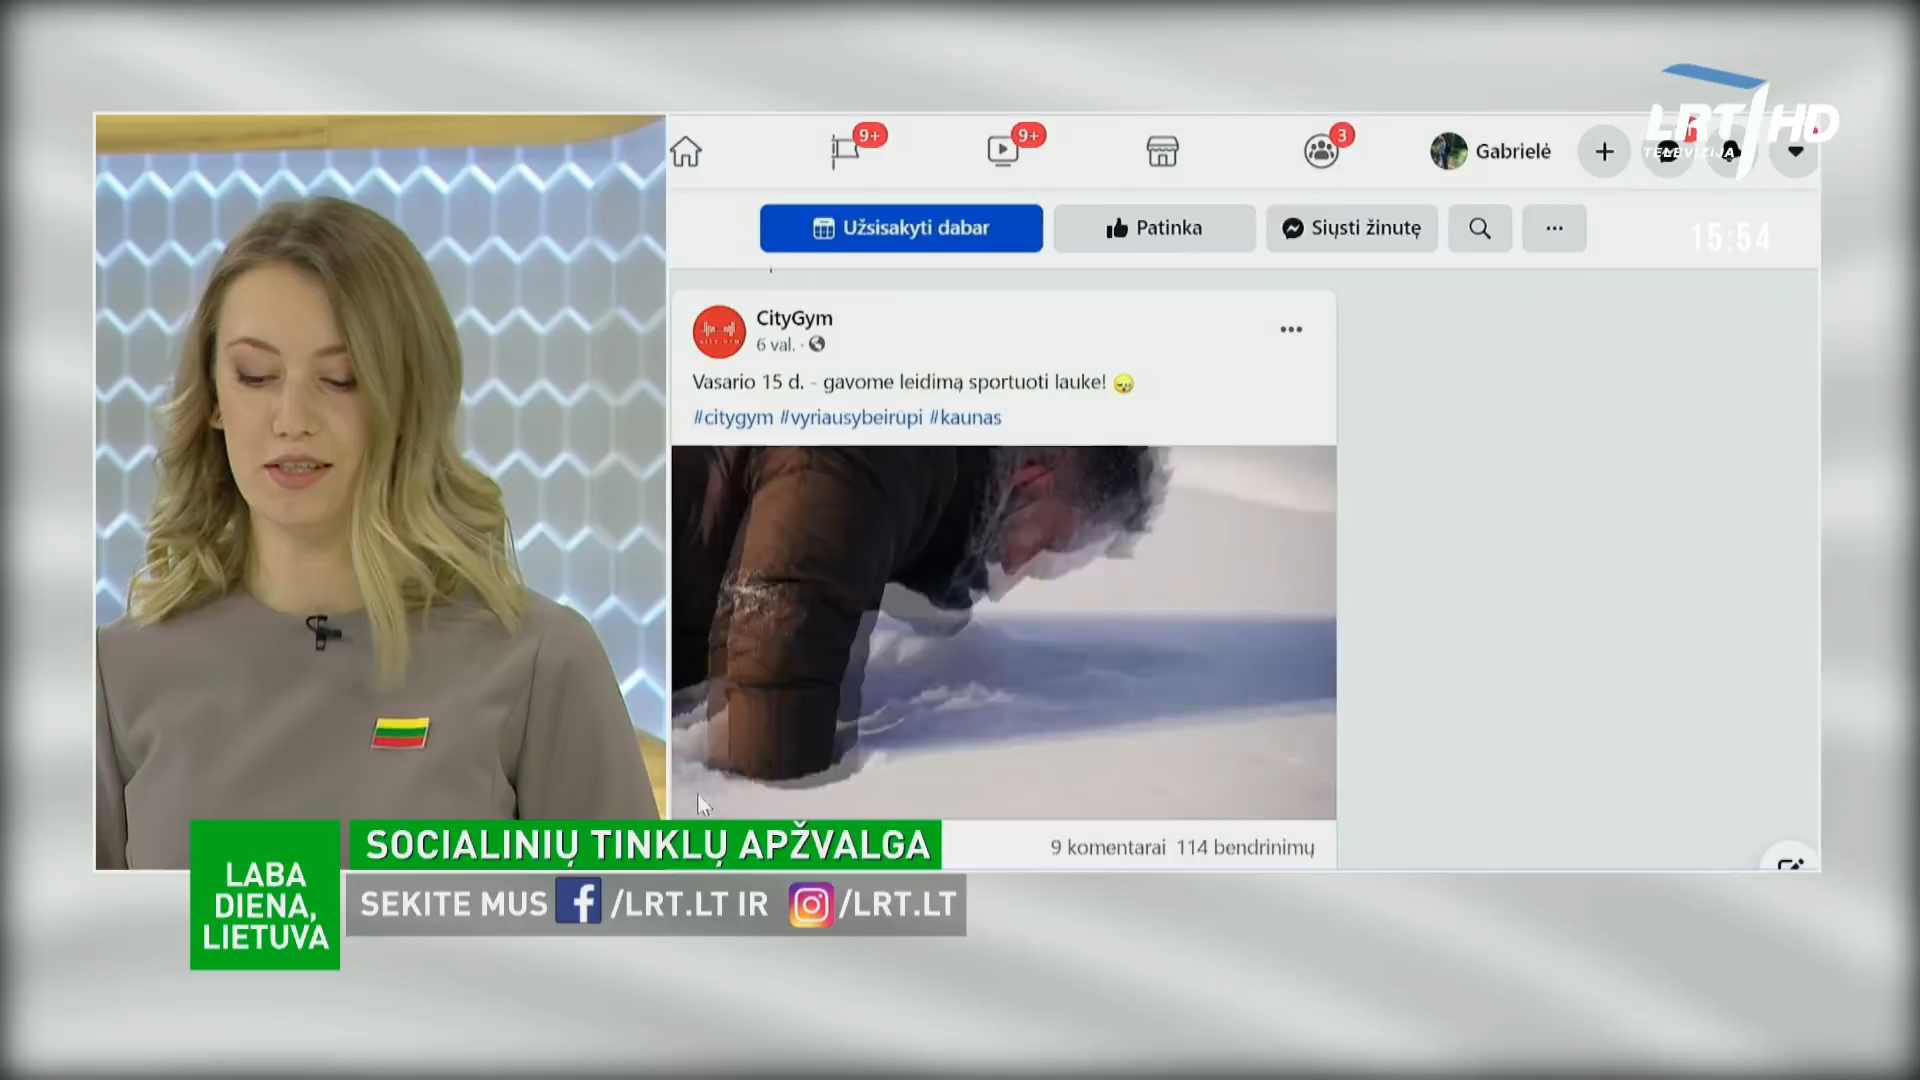 9+
9+
3
Gabrielė
LRT HD
TELEVIZIJA
Užsisakyti dabar
Patinka
Siųsti žinutę
15:54
CityGym
6 val.
Vasario 15 d. - gavome leidimą sportuoti lauke!
#citygym #vyriausybeirūpi #kaunas
9 komentarai 114 bendrinimų
SOCIALINIŲ TINKLŲ APŽVALGA
LABA
DIENA,
LIETUVA
SEKITE MUS /LRT.LT IR /LRT.LT